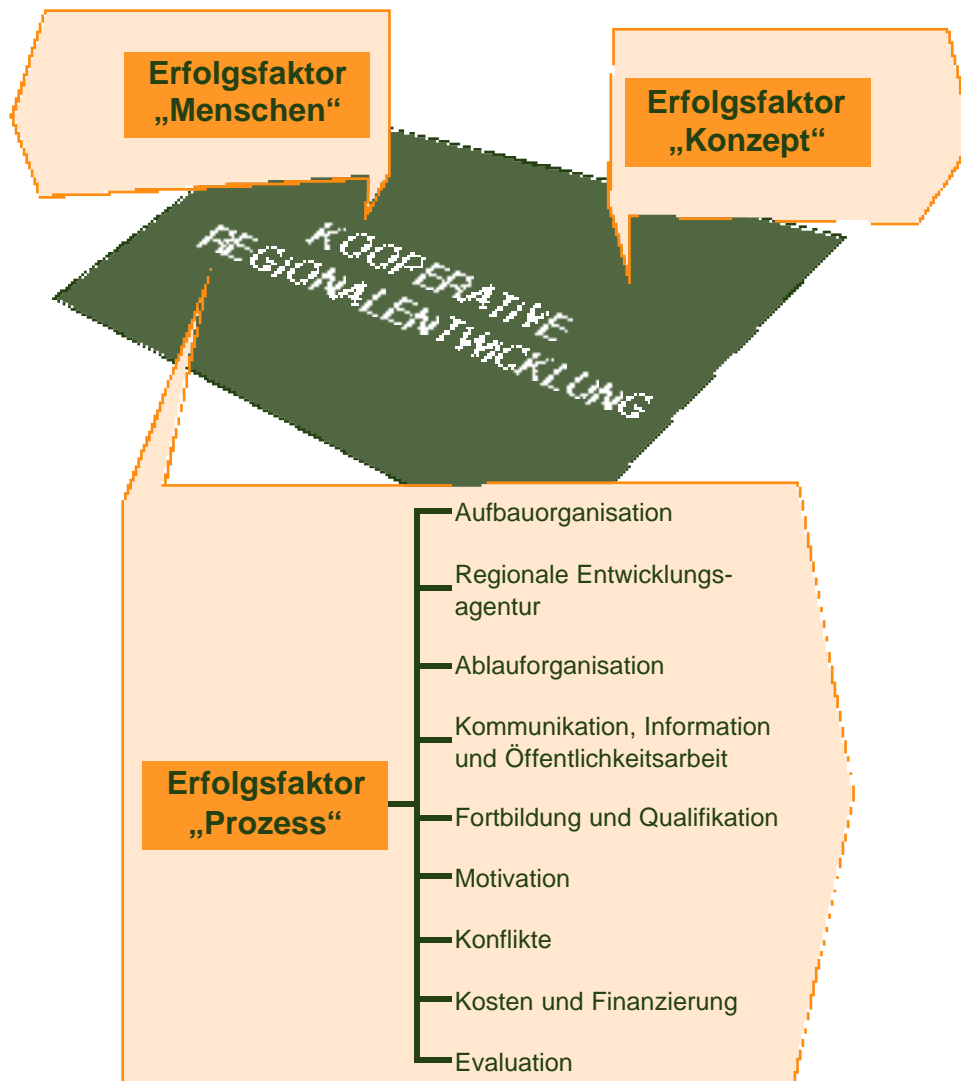 Erfolgsfaktor
„Menschen“
Erfolgsfaktor
„Konzept“
KOOPERATIVE
REGIONALENTWICKLUNG
Aufbauorganisation
Regionale Entwicklungs-
agentur
Ablauforganisation
Kommunikation, Information
und Öffentlichkeitsarbeit
Erfolgsfaktor
„Prozess“
Fortbildung und Qualifikation
Motivation
Konflikte
Kosten und Finanzierung
Evaluation